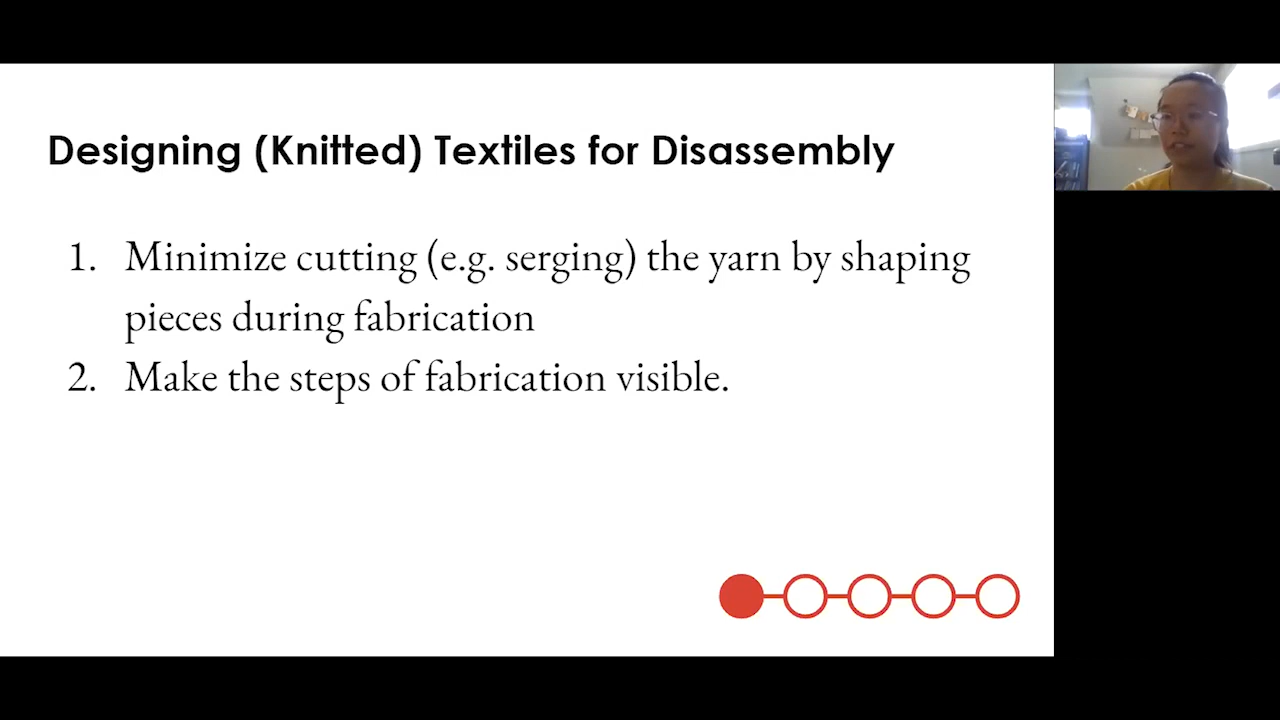 Designing (Knitted) Textiles for Disassembly
1. Minimize cutting (e.g. serging) the yarn by shaping
pieces during fabrication
2. Make the steps of fabrication visible.